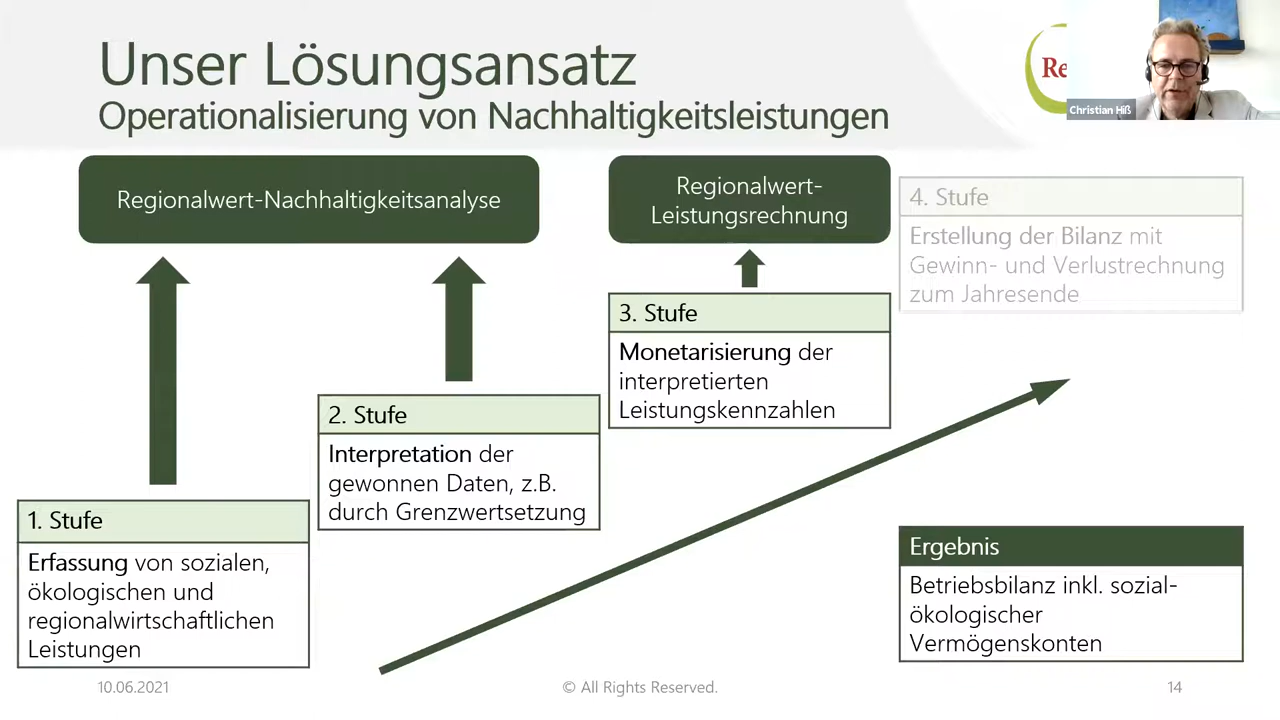 Unser Lösungsansatz
Operationalisierung von Nachhaltigkeitsleistungen
Re
Christian Hiß
Regionalwert-Nachhaltigkeitsanalyse
Regionalwert-
Leistungsrechnung
4. Stufe
Erstellung der Bilanz mit
Gewinn- und Verlustrechnung
zum Jahresende
3. Stufe
Monetarisierung der
interpretierten
Leistungskennzahlen
2. Stufe
Interpretation der
gewonnen Daten, z.B.
durch Grenzwertsetzung
1. Stufe
Erfassung von sozialen,
ökologischen und
regionalwirtschaftlichen
Leistungen
Ergebnis
Betriebsbilanz inkl. sozial-
ökologischer
Vermögenskonten
10.06.2021
© All Rights Reserved.
14